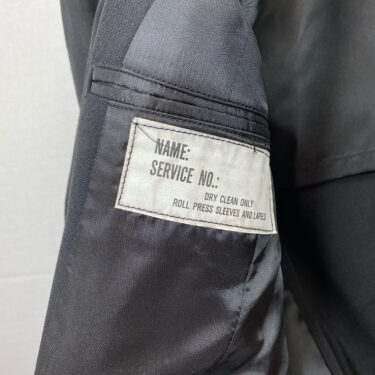 NAME:
SERVICE NO.:
DRY CLEAN ONLY
ROLL PRESS SLEEVES AND LAPELS